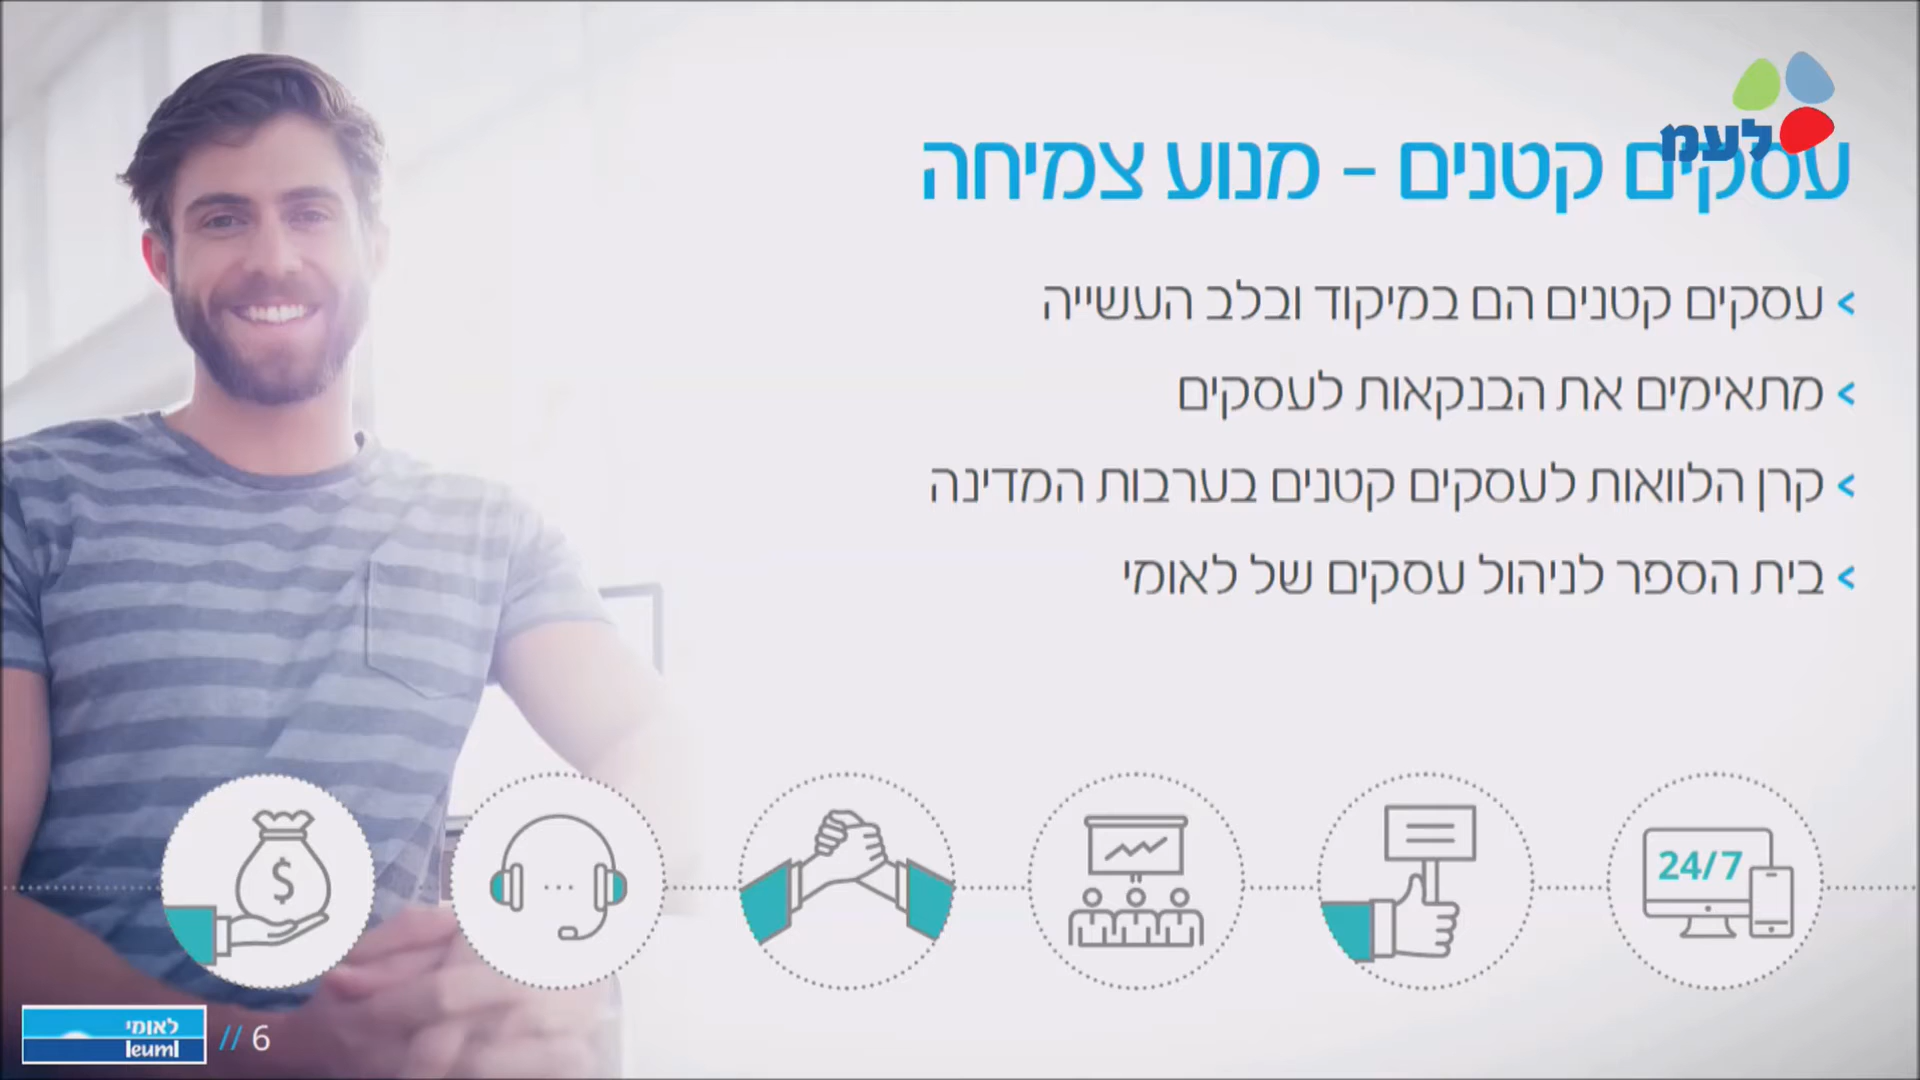 לעמ
עסקים קטנים - מנוע צמיחה
< עסקים קטנים הם במיקוד ובלב העשייה
< מתאימים את הבנקאות לעסקים
< קרן הלוואות לעסקים קטנים בערבות המדינה
< בית הספר לניהול עסקים של לאומי
24/7
$
לאומי
leumi
// 6